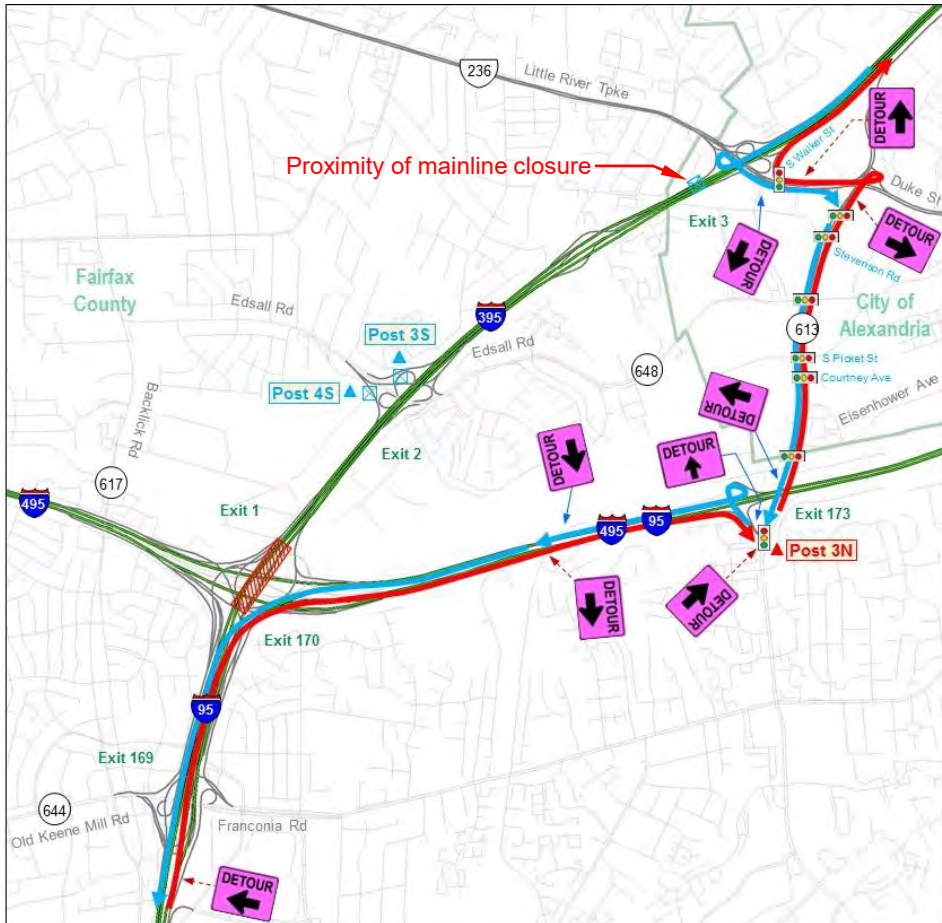 236
Little River Tpke
DETOUR
S Walker St
Proximity of mainline closure
Duke St
Exit 3
DETOUR
DETOUR
Stevenson Rd
Fairfax
County
City of
Alexandria
613
Edsall Rd
395
Post 3S
Edsall Rd
648
S Picket St
Courtney Ave
Post 4S
Backlick Rd
Eisenhower Ave
DETOUR
DETOUR
DETOUR
Exit 2
617
495
Exit 1
495
95
Exit 173
Post 3N
DETOUR
DETOUR
Exit 170
95
Exit 169
644
Old Keene Mill Rd
Franconia Rd
DETOUR